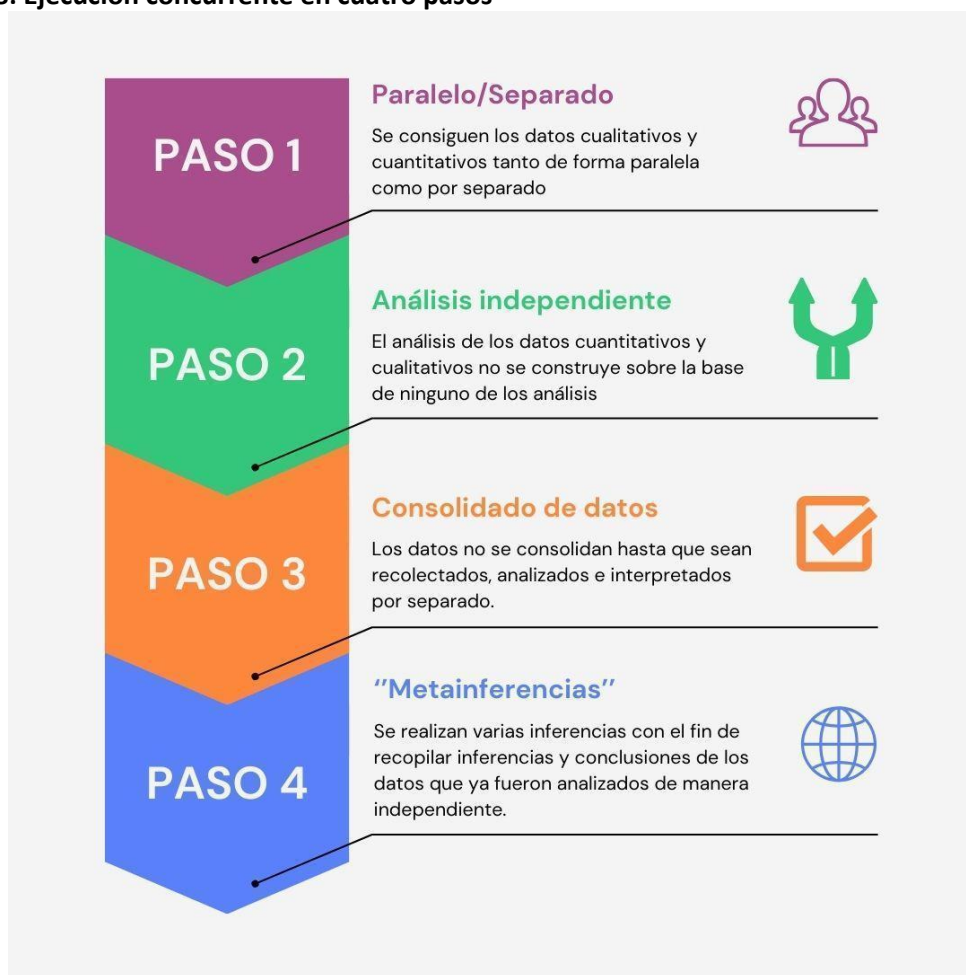 Ejecución concurrente en cuatro pasos
PASO 1
Paralelo/Separado
Se consiguen los datos cualitativos y
cuantitativos tanto de forma paralela
como por separado
PASO 2
Análisis independiente
El análisis de los datos cuantitativos y
cualitativos no se construye sobre la base
de ninguno de los análisis
PASO 3
Consolidado de datos
Los datos no se consolidan hasta que sean
recolectados, analizados e interpretados
por separado.
PASO 4
‘‘Metainferencias’’
Se realizan varias inferencias con el fin de
recopilar inferencias y conclusiones de los
datos que ya fueron analizados de manera
independiente.